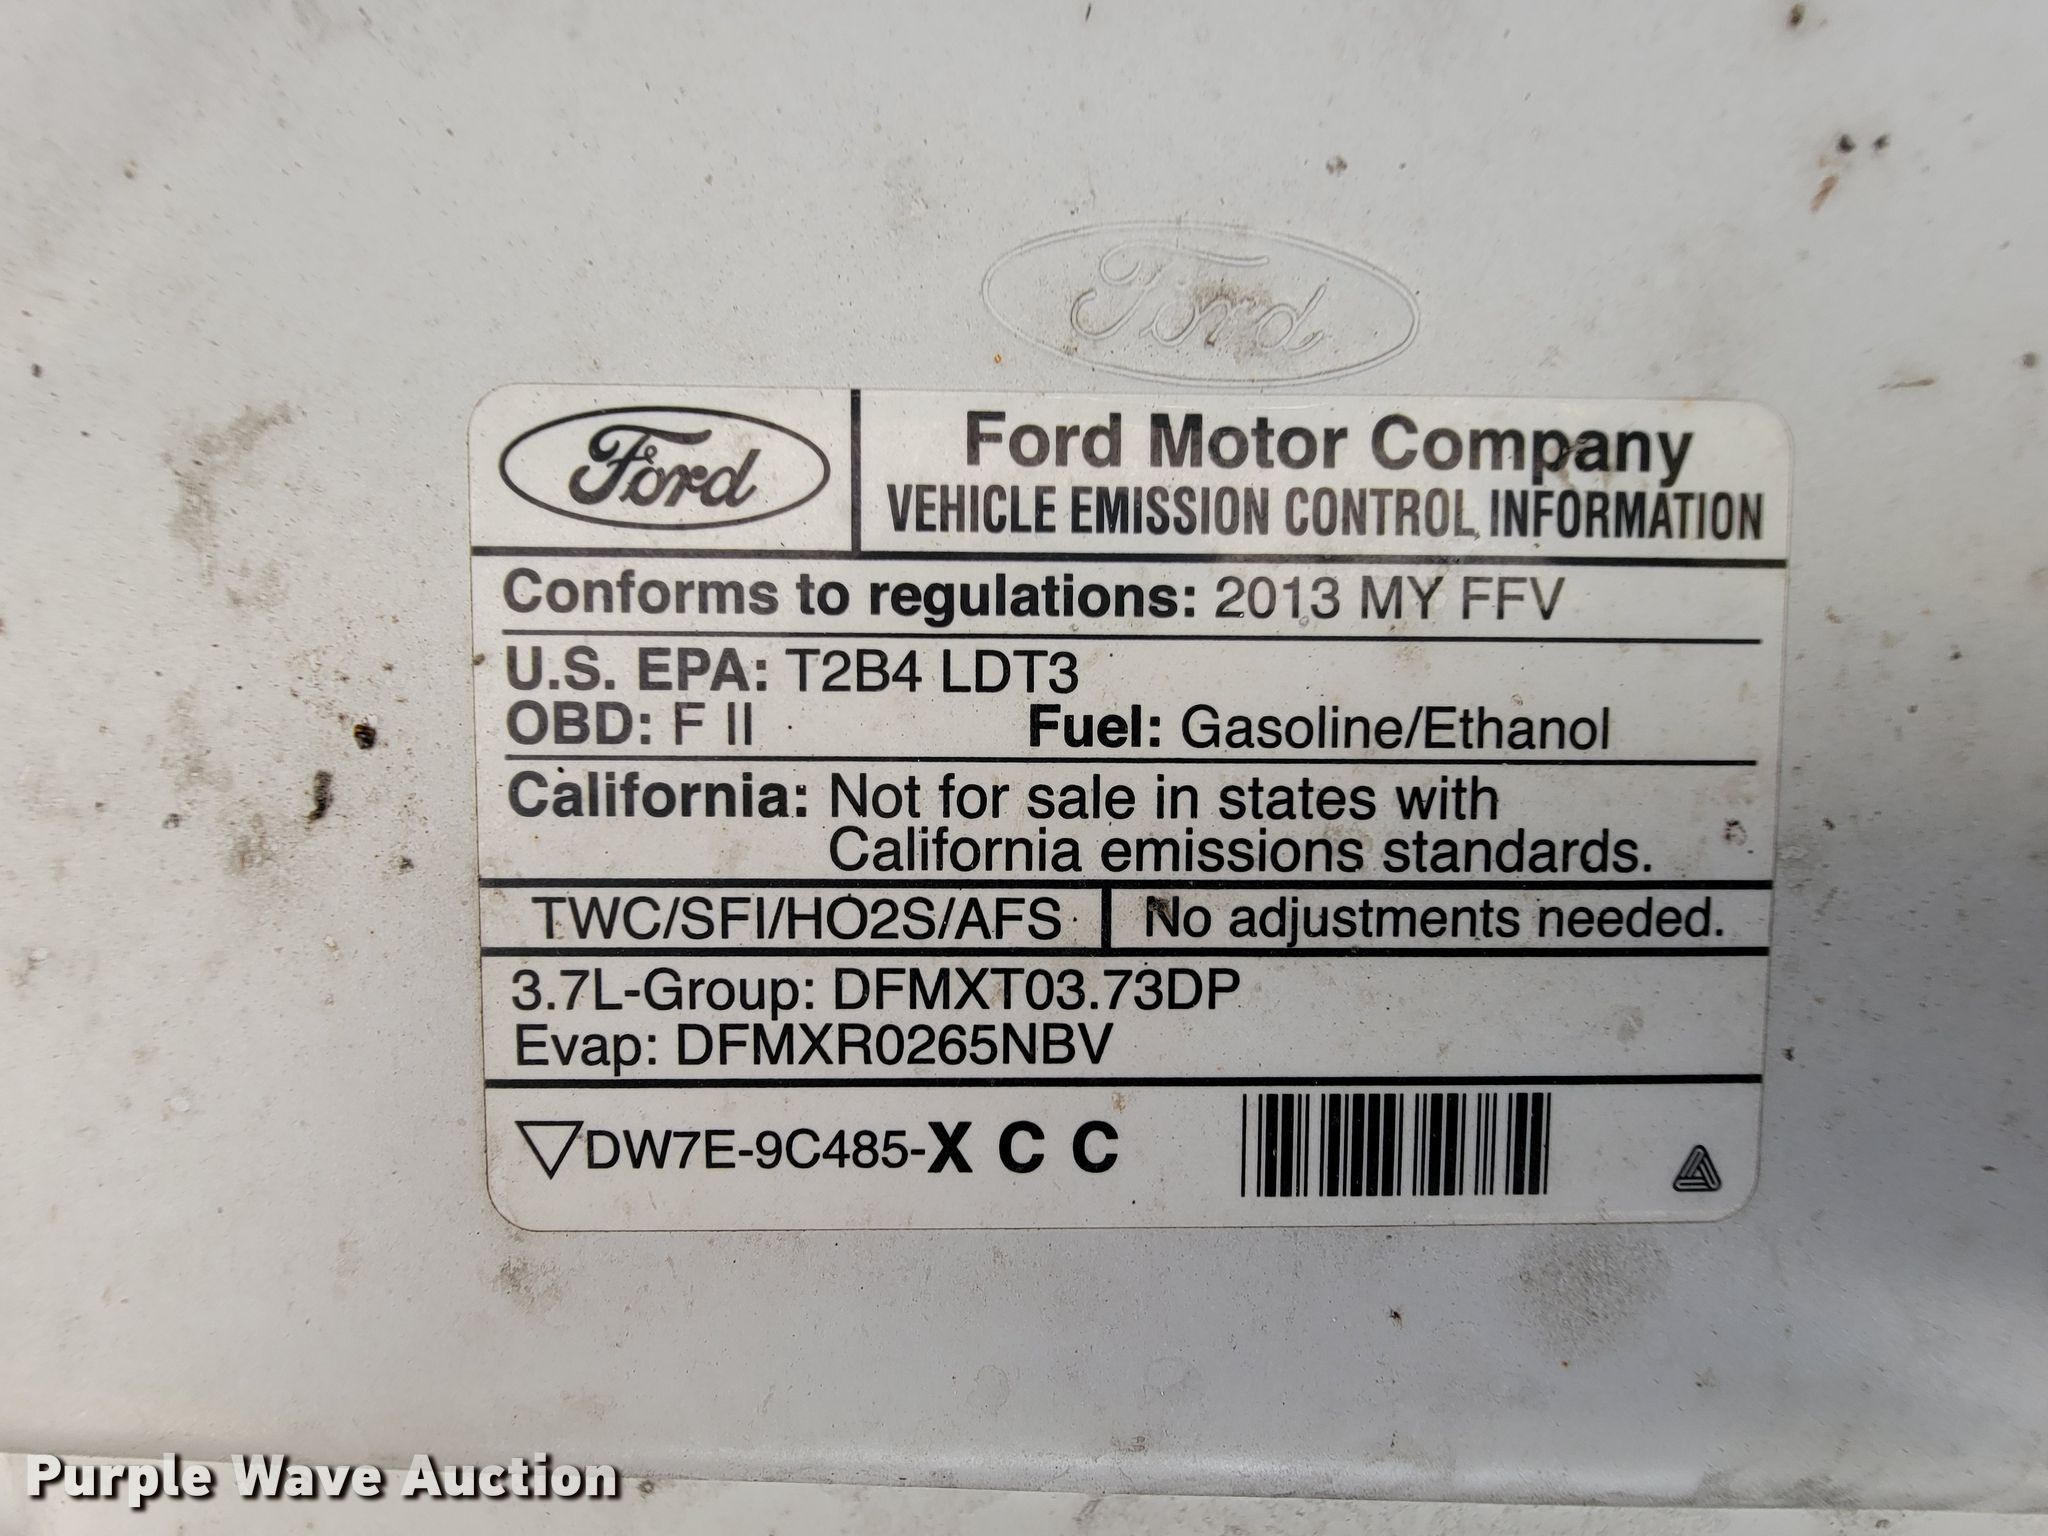 Ford
Ford
Ford Motor Company
VEHICLE EMISSION CONTROL INFORMATION
Conforms to regulations: 2013 MY FFV
U.S. EPA: T2B4 LDT3
OBD: F II Fuel: Gasoline/Ethanol
California: Not for sale in states with
California emissions standards.
TWC/SFI/HO2S/AFS No adjustments needed.
3.7L-Group: DFMXT03.73DP
Evap: DFMXR0265NBV
DW7E-9C485-X C C
Purple Wave Auction